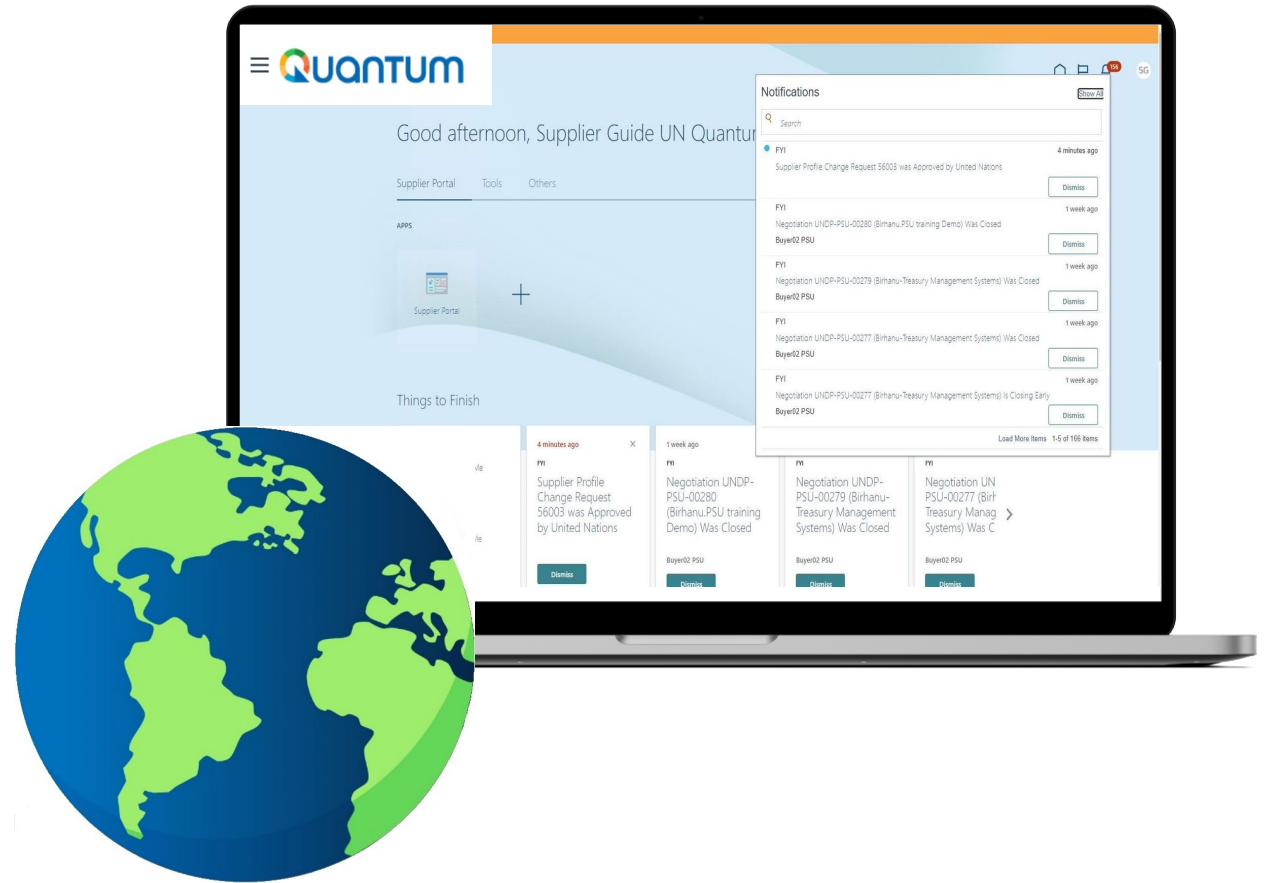 QUANTUM
156
SG
Good afternoon, Supplier Guide UN Quantum
Supplier Portal Tools Others
APPS
Supplier Portal
Things to Finish
Notifications
Show All
Search
FYI
4 minutes ago
Supplier Profile Change Request 56003 was Approved by United Nations
Dismiss
FYI
1 week ago
Negotiation UNDP-PSU-00280 (Birhanu.PSU training Demo) Was Closed
Buyer02 PSU
Dismiss
FYI
1 week ago
Negotiation UNDP-PSU-00279 (Birhanu-Treasury Management Systems) Was Closed
Buyer02 PSU
Dismiss
FYI
1 week ago
Negotiation UNDP-PSU-00277 (Birhanu-Treasury Management Systems) Was Closed
Buyer02 PSU
Dismiss
FYI
1 week ago
Negotiation UNDP-PSU-00277 (Birhanu-Treasury Management Systems) Is Closing Early
Buyer02 PSU
Dismiss
Load More Items 1-5 of 166 items
4 minutes ago X
FYI
Supplier Profile
Change Request
56003 was Approved
by United Nations
Dismiss
1 week ago
FYI
Negotiation UNDP-
PSU-00280
(Birhanu.PSU training
Demo) Was Closed
Buyer02 PSU
Dismiss
FYI
Negotiation UNDP-
PSU-00279 (Birhanu-
Treasury Management
Systems) Was Closed
Buyer02 PSU
Dismiss
FYI
Negotiation UN
PSU-00277 (Birh
Treasury Manag
Systems) Was C
Buyer02 PSU
Dismiss